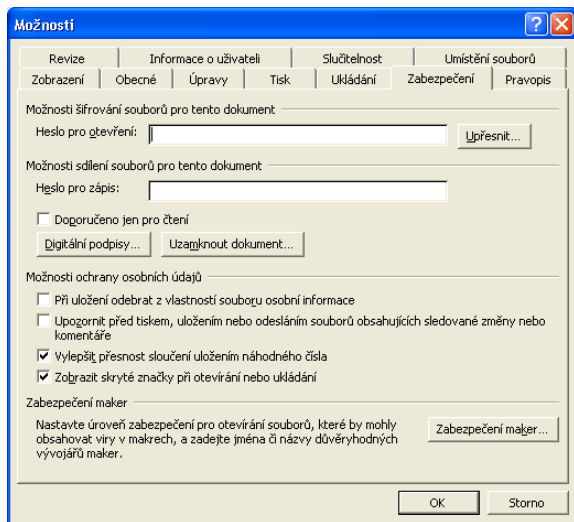 Možnosti
Revize Informace o uživateli Slučitelnost Umístění souborů
Zobrazení Obecné Úpravy Tisk Ukládání Zabezpečení Pravopis
Možnosti šifrování souborů pro tento dokument
Heslo pro otevření: Upřesnit...
Možnosti sdílení souborů pro tento dokument
Heslo pro zápis:
Doporučeno jen pro čtení
Digitální podpisy... Uzamknout dokument...
Možnosti ochrany osobních údajů
Při uložení odebrat z vlastností souboru osobní informace
Upozornit před tiskem, uložením nebo odesláním souborů obsahujících sledované změny nebo
komentáře
Vylepšit přesnost sloučení uložením náhodného čísla
Zobrazit skryté značky při otevírání nebo ukládání
Zabezpečení maker
Nastavte úroveň zabezpečení pro otevírání souborů, které by mohly
obsahovat viry v makrech, a zadejte jména či názvy důvěryhodných
vývojářů maker.
Zabezpečení maker...
OK Storno